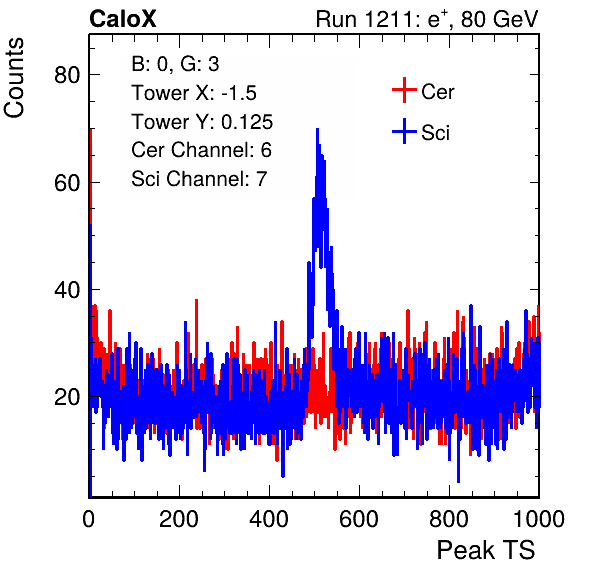 CaloX Run 1211: e⁺, 80 GeV
Counts
B: 0, G: 3
Tower X: -1.5
Tower Y: 0.125
Cer Channel: 6
Sci Channel: 7
Cer
Sci
80
60
40
20
0 200 400 600 800 1000
Peak TS